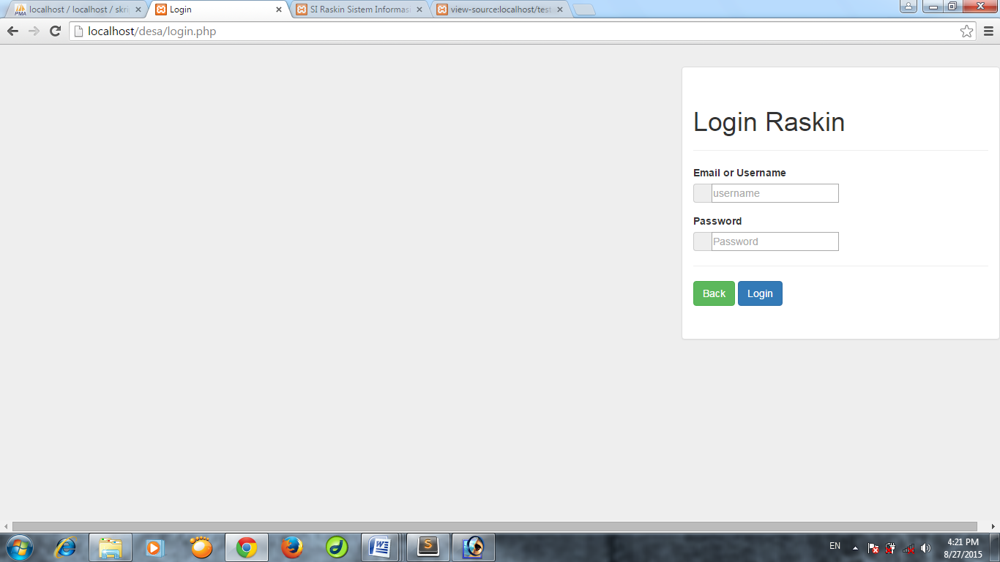 localhost / localhost / skri
Login
SI Raskin Sistem Informasi
view-source:localhost/test
localhost/desa/login.php
Login Raskin
Email or Username
username
Password
Password
Back Login
EN
4:21 PM
8/27/2015